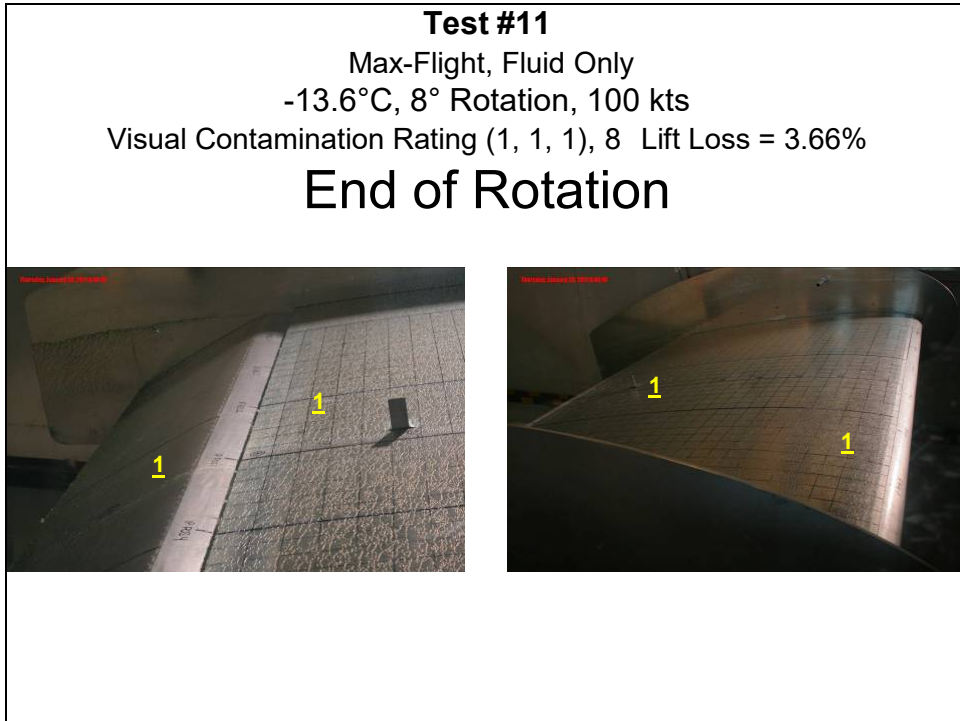 Test #11
Max-Flight, Fluid Only
-13.6°C, 8° Rotation, 100 kts
Visual Contamination Rating (1, 1, 1), 8 Lift Loss = 3.66%
End of Rotation
1
1
1
1